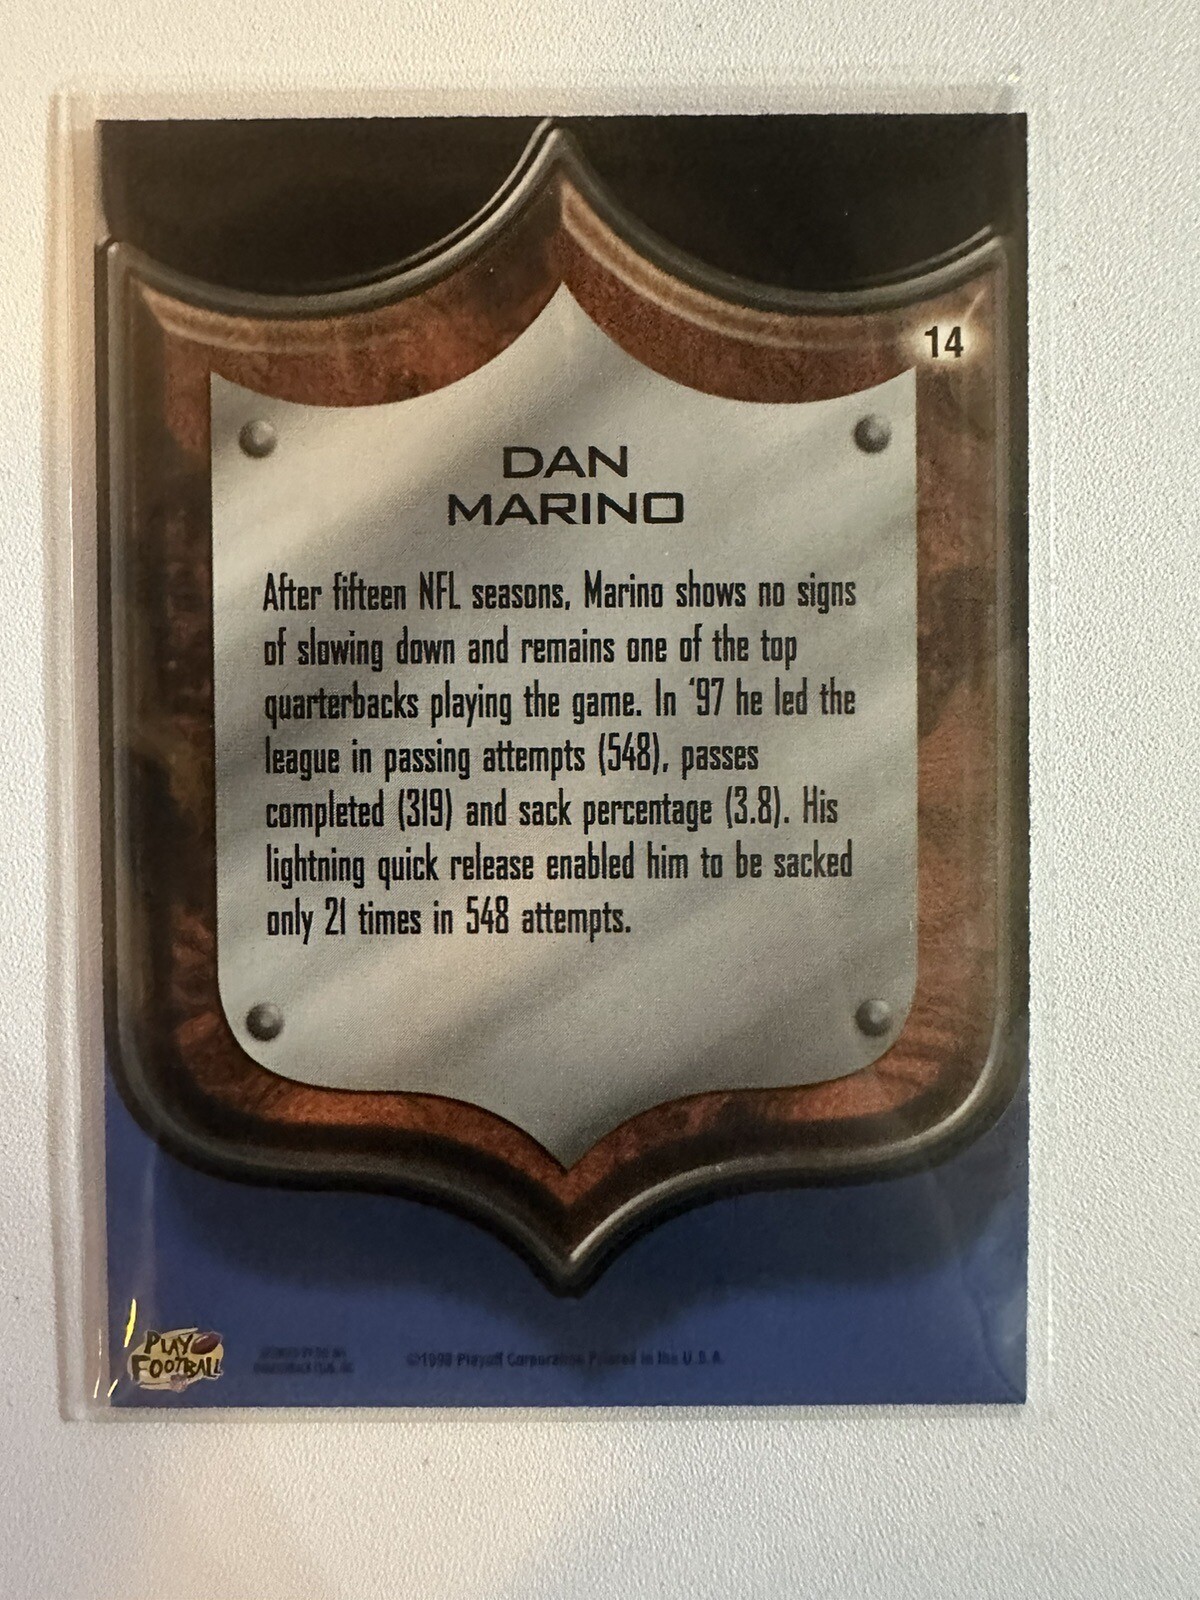 14
DAN
MARINO
After fifteen NFL seasons, Marino shows no signs
of slowing down and remains one of the top
quarterbacks playing the game. In '97 he led the
league in passing attempts (548), passes
completed (319) and sack percentage (3.8). His
lightning quick release enabled him to be sacked
only 21 times in 548 attempts.
PLAY
FOOTBALL
©1998 Playoff Corporation Printed in the U.S.A.